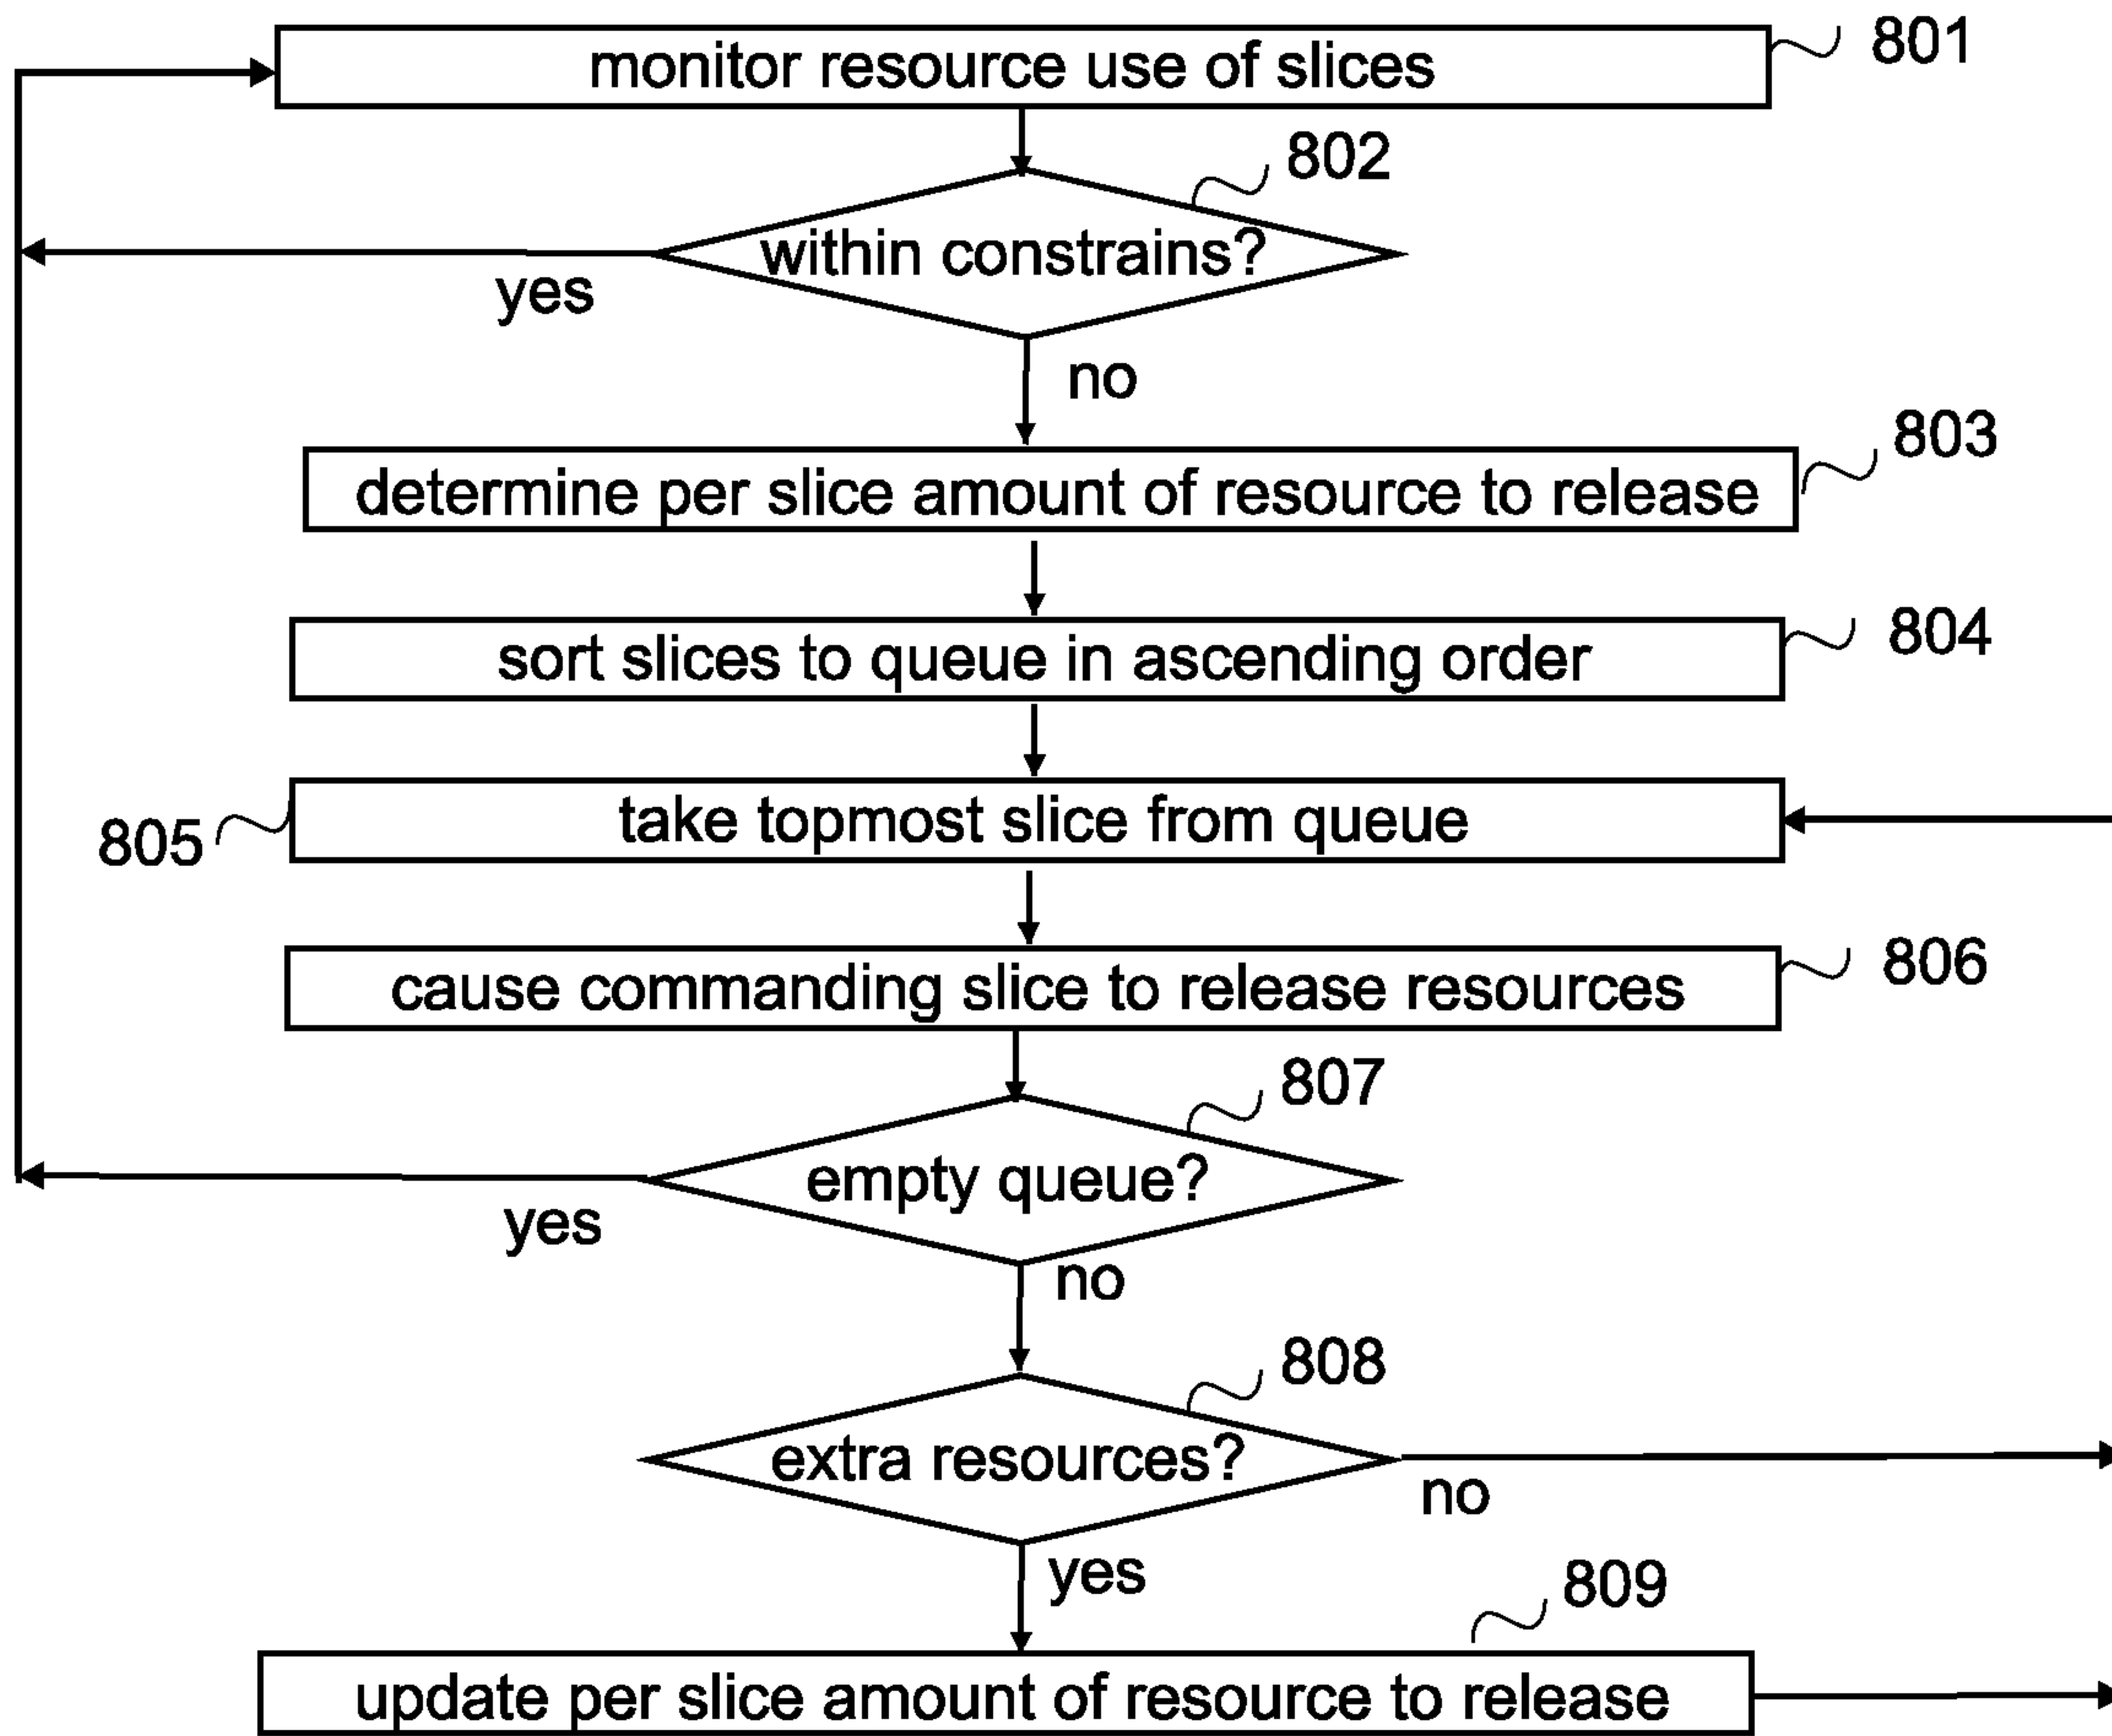 monitor resource use of slices
801
802
within constrains?
yes
no
803
determine per slice amount of resource to release
804
sort slices to queue in ascending order
take topmost slice from queue
805
806
cause commanding slice to release resources
807
empty queue?
yes
no
808
extra resources?
no
yes
809
update per slice amount of resource to release